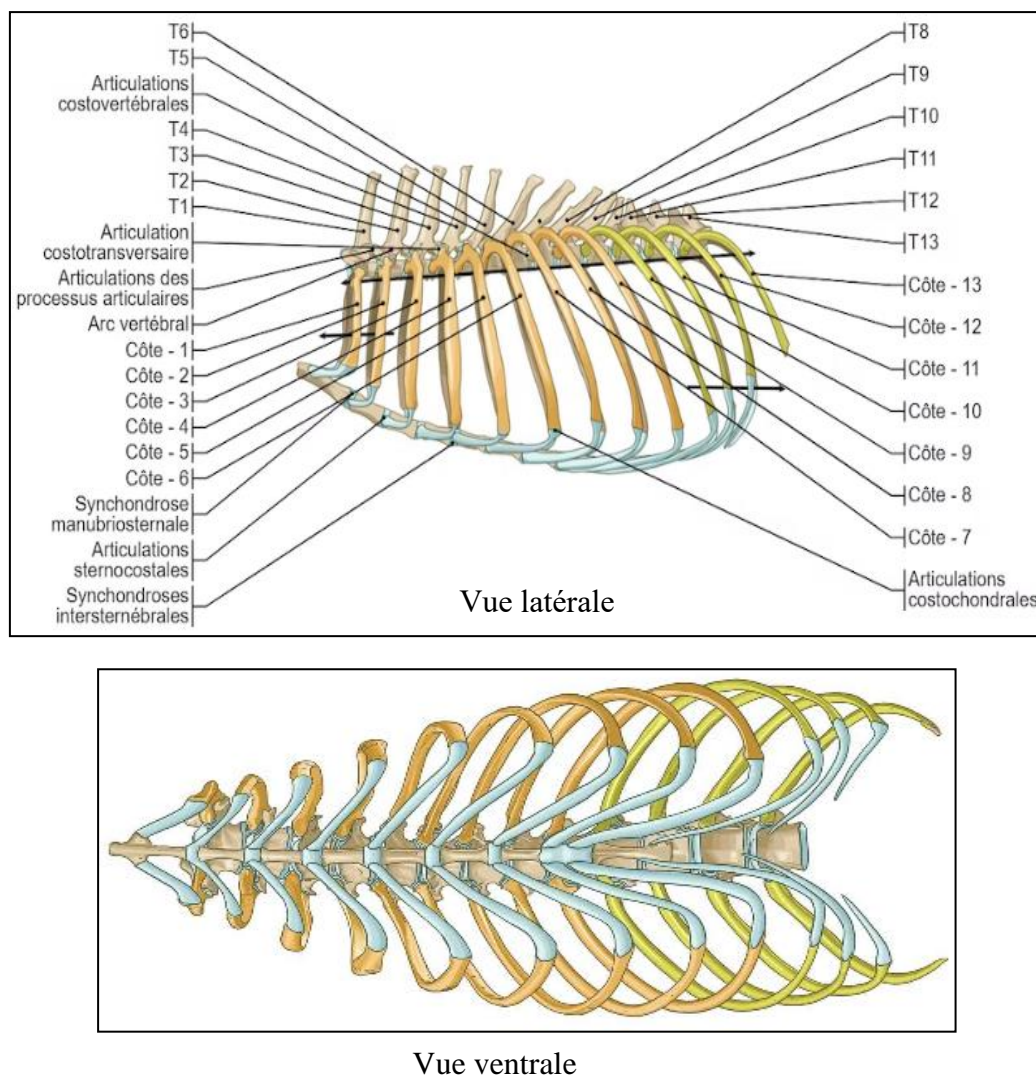 T6
T5
Articulations
costovertébrales
T4
T3
T2
T1
Articulation
costotransversaire
Articulations des
processus articulaires
Arc vertébral
Côte - 1
Côte - 2
Côte - 3
Côte - 4
Côte - 5
Côte - 6
Synchondrose
manubriosternale
Articulations
sternocostales
Synchondroses
intersternébrales
T8
T9
T10
T11
T12
T13
Côte - 13
Côte - 12
Côte - 11
Côte - 10
Côte - 9
Côte - 8
Côte - 7
Articulations
costochondrales
Vue latérale
Vue ventrale